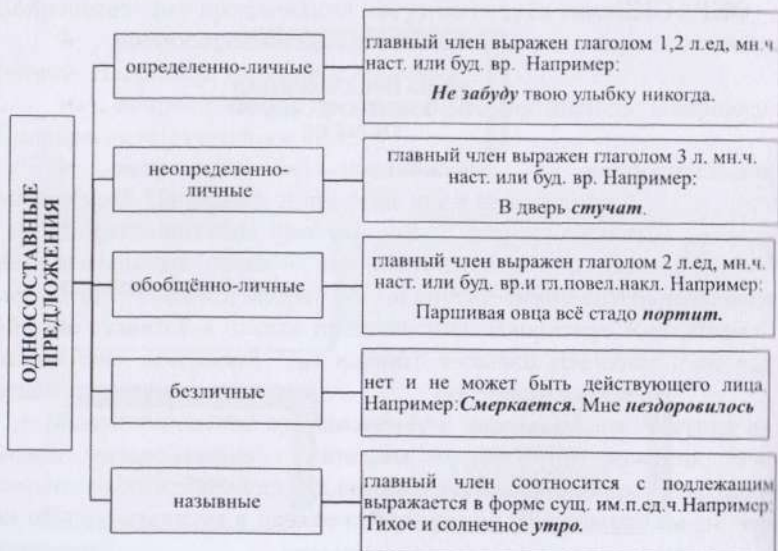 ОДНОСОСТАВНЫЕ
ПРЕДЛОЖЕНИЯ
определенно-личные
главный член выражен глаголом 1,2 л.ед, мн.ч.
наст. или буд. вр. Например:
Не забуду твою улыбку никогда.
неопределенно-
личные
главный член выражен глаголом 3 л. мн.ч.
наст. или буд. вр. Например:
В дверь стучат.
обобщённо-личные
главный член выражен глаголом 2 л.ед, мн.ч.
наст. или буд. вр.и гл.повел.накл. Например:
Паршивая овца всё стадо портит.
безличные
нет и не может быть действующего лица
Например:Смеркается. Мне нездоровилось
назывные
главный член соотносится с подлежащим
выражается в форме сущ. им.п.ед.ч.Например:
Тихое и солнечное утро.